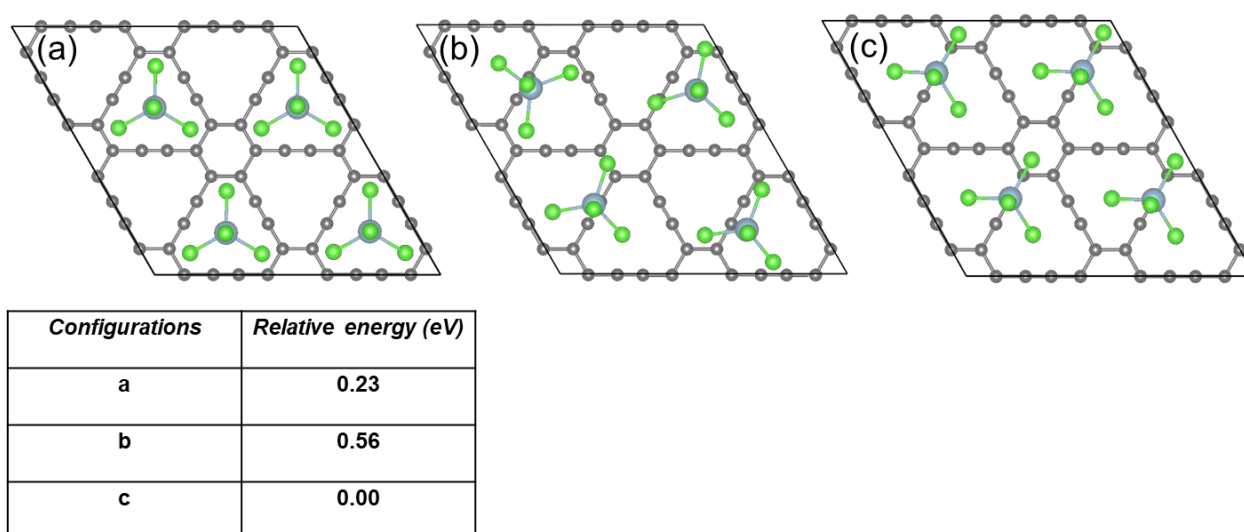 (a)
(b)
(c)
Configurations Relative energy (eV)
a 0.23
b 0.56
c 0.00